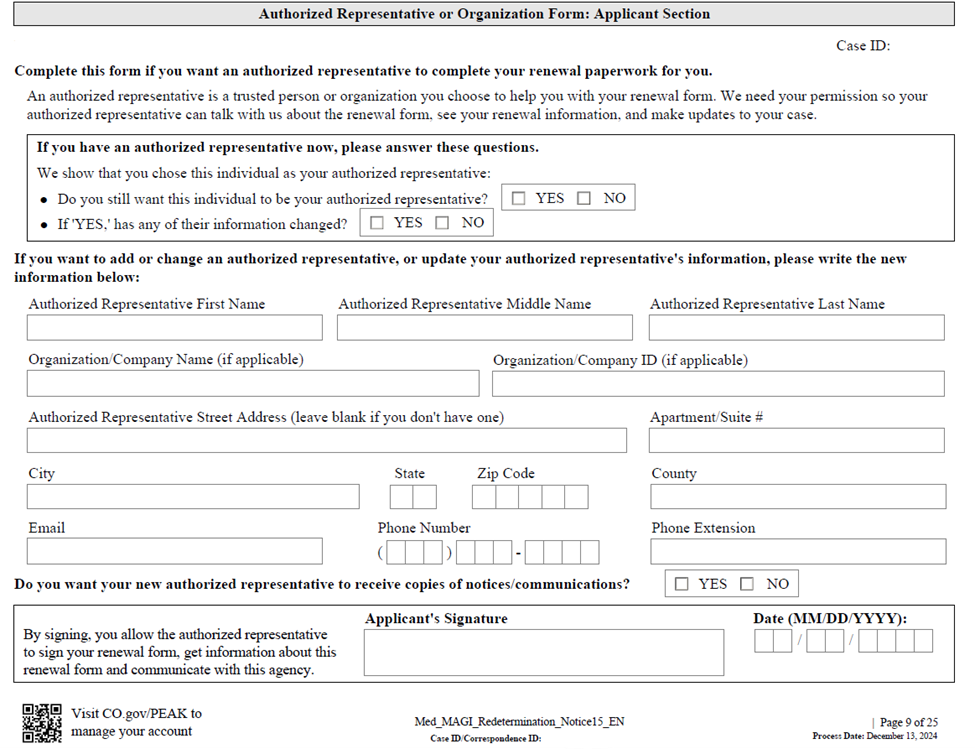 Authorized Representative or Organization Form: Applicant Section
Case ID:
Complete this form if you want an authorized representative to complete your renewal paperwork for you.
An authorized representative is a trusted person or organization you choose to help you with your renewal form. We need your permission so your
authorized representative can talk with us about the renewal form, see your renewal information, and make updates to your case.
If you have an authorized representative now, please answer these questions.
We show that you chose this individual as your authorized representative:
● Do you still want this individual to be your authorized representative? YES NO
● If 'YES,' has any of their information changed? YES NO
If you want to add or change an authorized representative, or update your authorized representative's information, please write the new
information below:
Authorized Representative First Name Authorized Representative Middle Name Authorized Representative Last Name
Organization/Company Name (if applicable) Organization/Company ID (if applicable)
Authorized Representative Street Address (leave blank if you don't have one) Apartment/Suite #
City State Zip Code County
Email Phone Number Phone Extension
( ) -
Do you want your new authorized representative to receive copies of notices/communications? YES NO
Applicant's Signature Date (MM/DD/YYYY):
/ /
By signing, you allow the authorized representative
to sign your renewal form, get information about this
renewal form and communicate with this agency.
Visit CO.gov/PEAK to
manage your account
Med_MAGI_Redetermination_Notice15_EN
Case ID/Correspondence ID:
| Page 9 of 25
Process Date: December 13, 2024